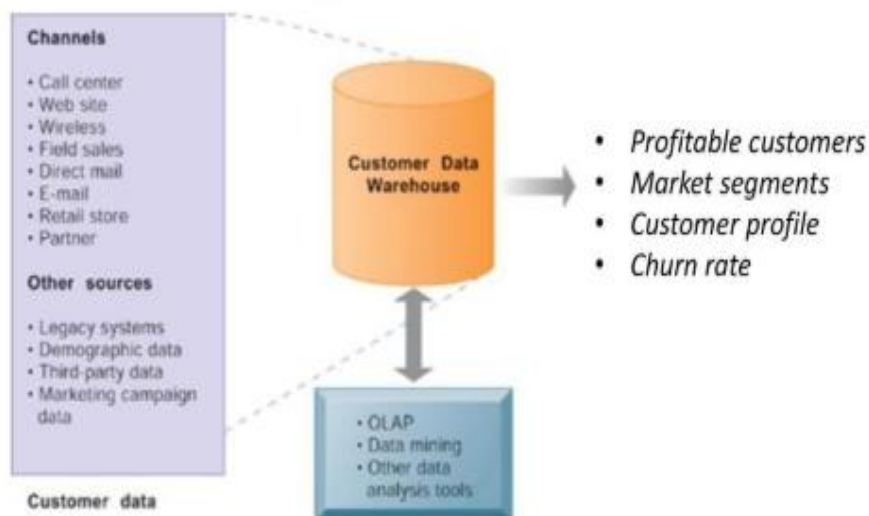 Channels
• Call center
• Web site
• Wireless
• Field sales
• Direct mail
• E-mail
• Retail store
• Partner
Other sources
• Legacy systems
• Demographic data
• Third-party data
• Marketing campaign
data
Customer data
Customer Data
Warehouse
• OLAP
• Data mining
• Other data
analysis tools
• Profitable customers
• Market segments
• Customer profile
• Churn rate